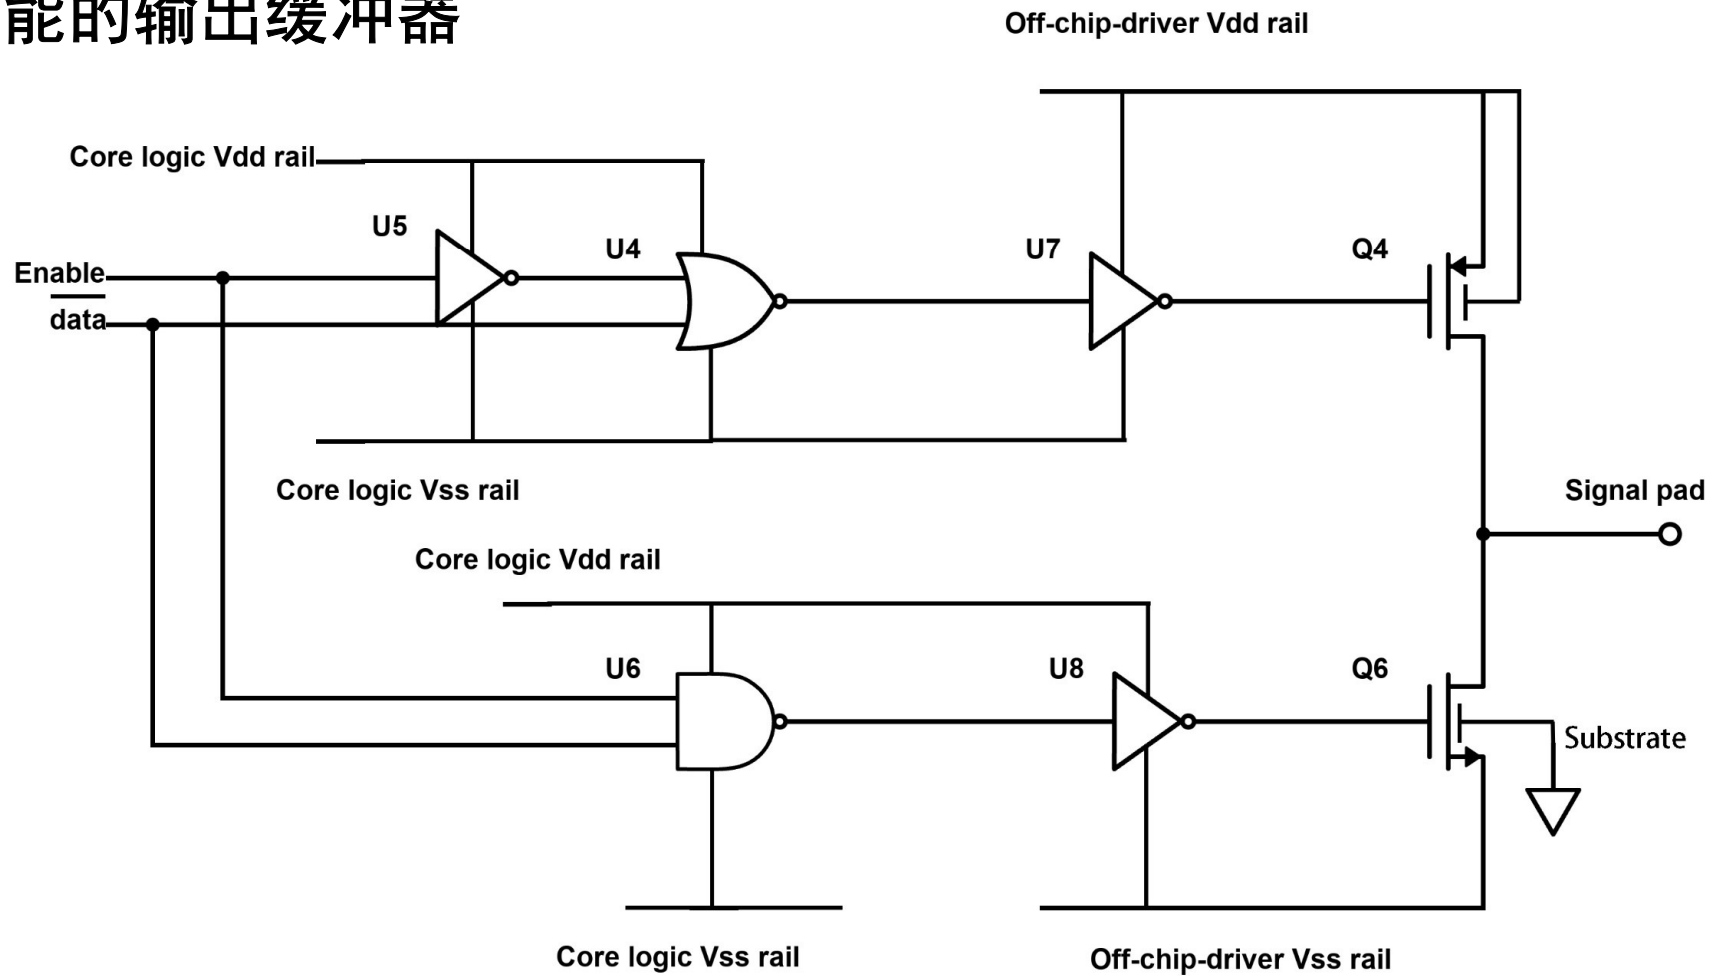 能的输出缓冲器
Off-chip-driver Vdd rail
Core logic Vdd rail
U5
U4
U7
Q4
Enable
data
Core logic Vss rail
Signal pad
Core logic Vdd rail
U6
U8
Q6
Substrate
Core logic Vss rail
Off-chip-driver Vss rail